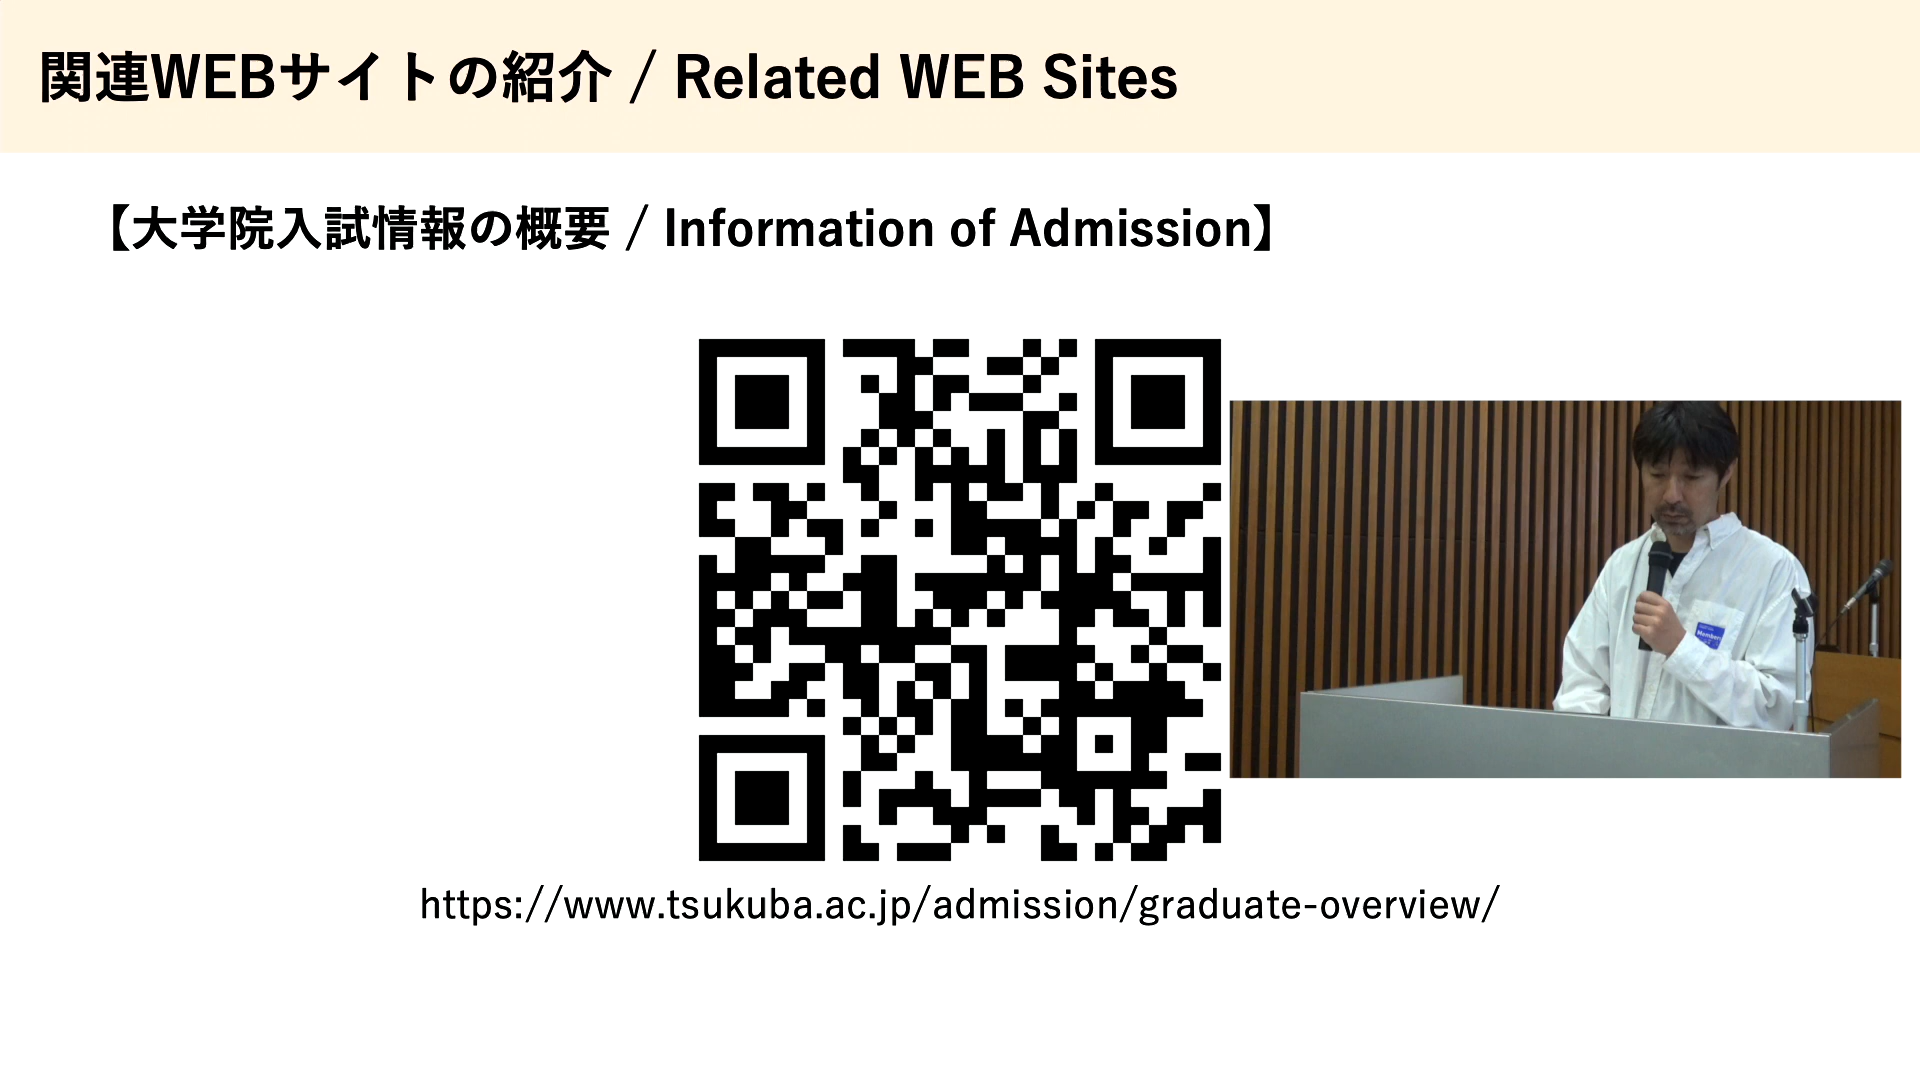 関連WEBサイトの紹介 / Related WEB Sites
【大学院入試情報の概要 / Information of Admission】
Member
https://www.tsukuba.ac.jp/admission/graduate-overview/